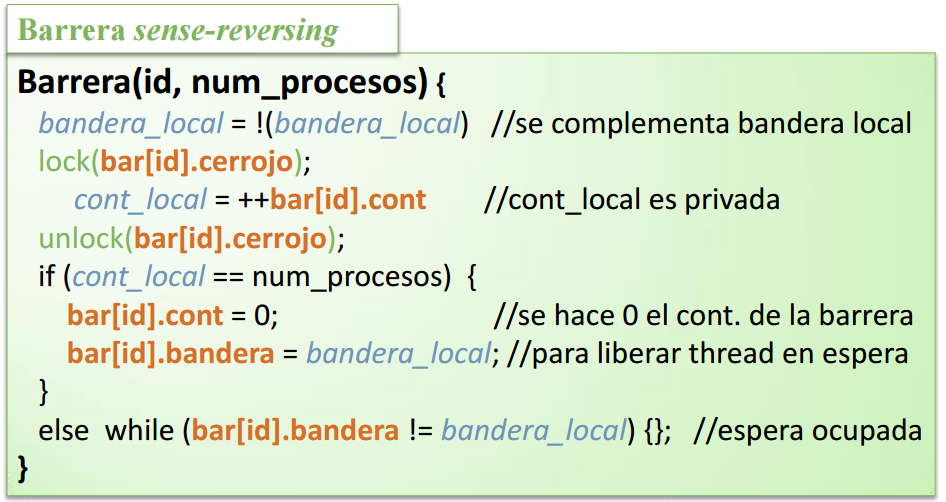 Barrera sense-reversing
Barrera(id, num_procesos) {
bandera_local = !(bandera_local) //se complementa bandera local
lock(bar[id].cerrojo);
cont_local = ++bar[id].cont //cont_local es privada
unlock(bar[id].cerrojo);
if (cont_local == num_procesos) {
bar[id].cont = 0; //se hace 0 el cont. de la barrera
bar[id].bandera = bandera_local; //para liberar thread en espera
}
else while (bar[id].bandera != bandera_local) {}; //espera ocupada
}